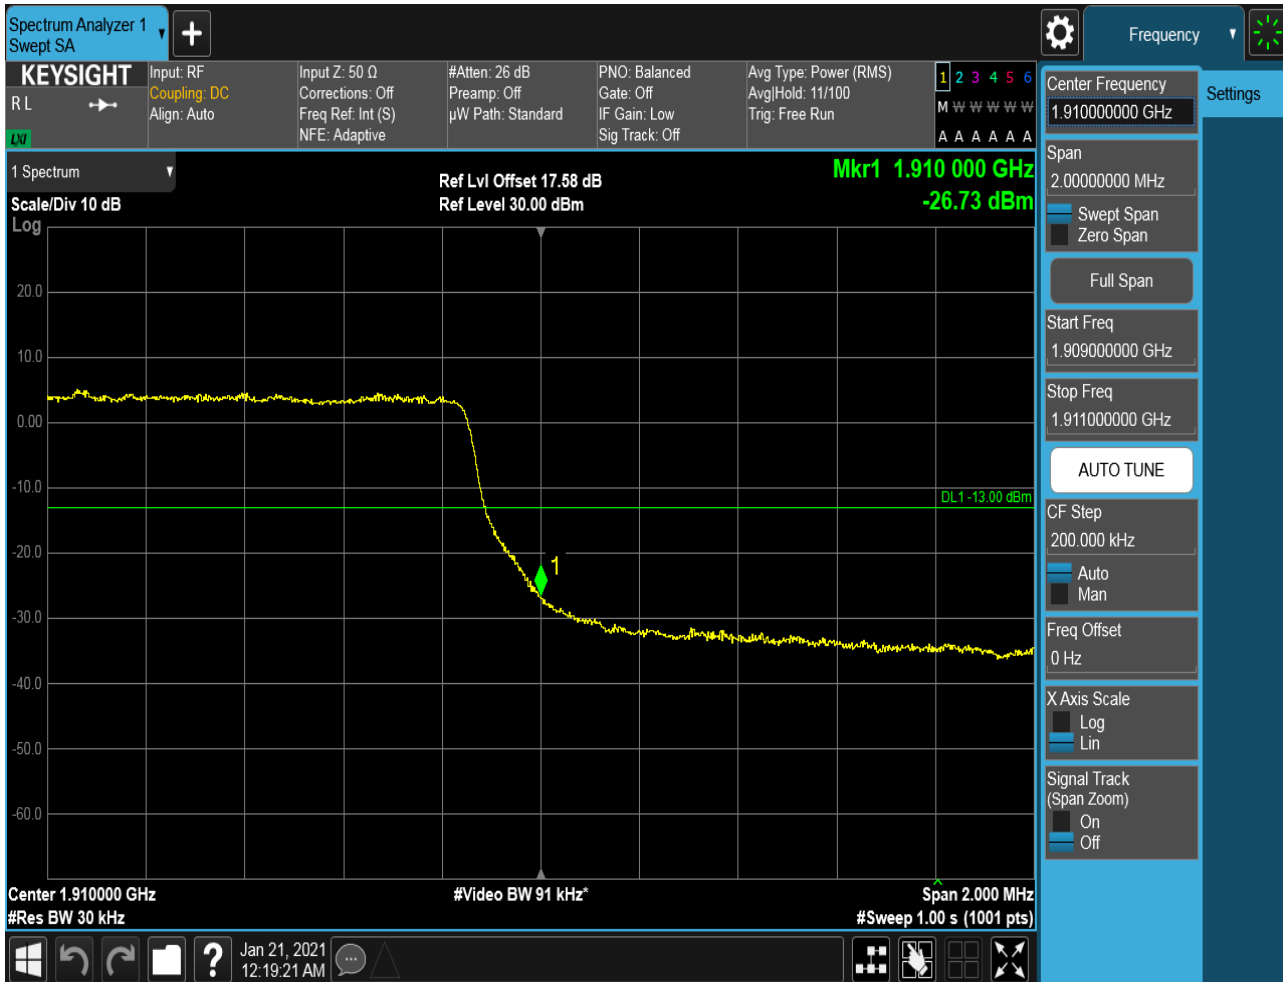 Spectrum Analyzer 1
Swept SA
+
Frequency
KEYSIGHT
R L
LXI
Input: RF
Coupling: DC
Align: Auto
Input Z: 50 Ω
Corrections: Off
Freq Ref: Int (S)
NFE: Adaptive
#Atten: 26 dB
Preamp: Off
µW Path: Standard
PNO: Balanced
Gate: Off
IF Gain: Low
Sig Track: Off
Avg Type: Power (RMS)
Avg|Hold: 11/100
Trig: Free Run
1 2 3 4 5 6
M W W W W W
A A A A A A
1 Spectrum
Scale/Div 10 dB
Log
Ref Lvl Offset 17.58 dB
Ref Level 30.00 dBm
Mkr1 1.910 000 GHz
-26.73 dBm
20.0
10.0
0.00
-10.0
-20.0
-30.0
-40.0
-50.0
-60.0
DL1 -13.00 dBm
1
Center 1.910000 GHz
#Res BW 30 kHz
#Video BW 91 kHz*
Span 2.000 MHz
#Sweep 1.00 s (1001 pts)
Center Frequency
1.910000000 GHz
Settings
Span
2.00000000 MHz
Swept Span
Zero Span
Full Span
Start Freq
1.909000000 GHz
Stop Freq
1.911000000 GHz
AUTO TUNE
CF Step
200.000 kHz
Auto
Man
Freq Offset
0 Hz
X Axis Scale
Log
Lin
Signal Track
(Span Zoom)
On
Off
?
Jan 21, 2021
12:19:21 AM